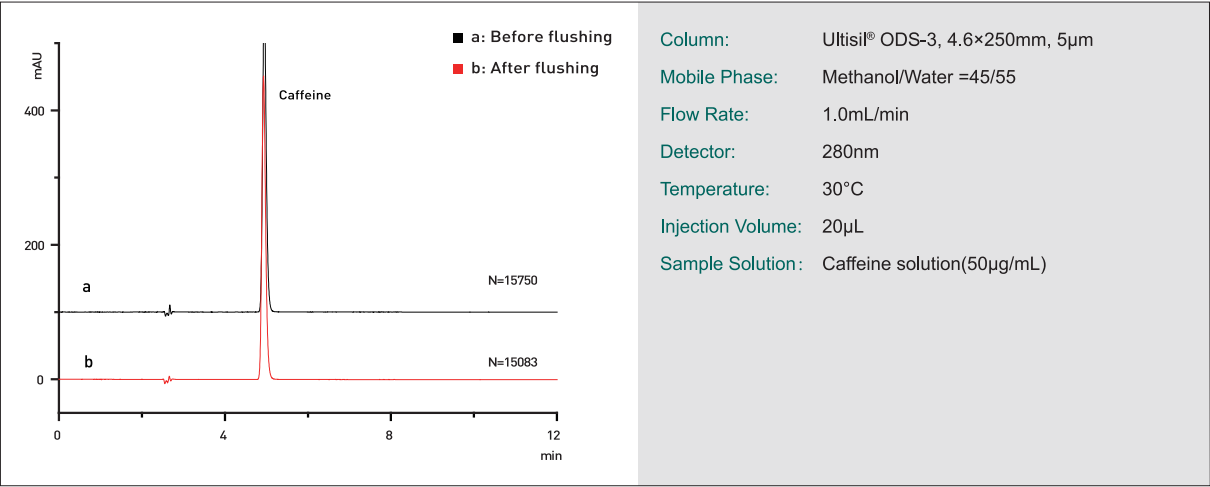 a: Before flushing
b: After flushing
mAU
Caffeine
400
200
0
a
N=15750
b
N=15083
0
4
8
12
min
Column: Ultisil® ODS-3, 4.6×250mm, 5μm
Mobile Phase: Methanol/Water =45/55
Flow Rate: 1.0mL/min
Detector: 280nm
Temperature: 30°C
Injection Volume: 20μL
Sample Solution: Caffeine solution(50μg/mL)